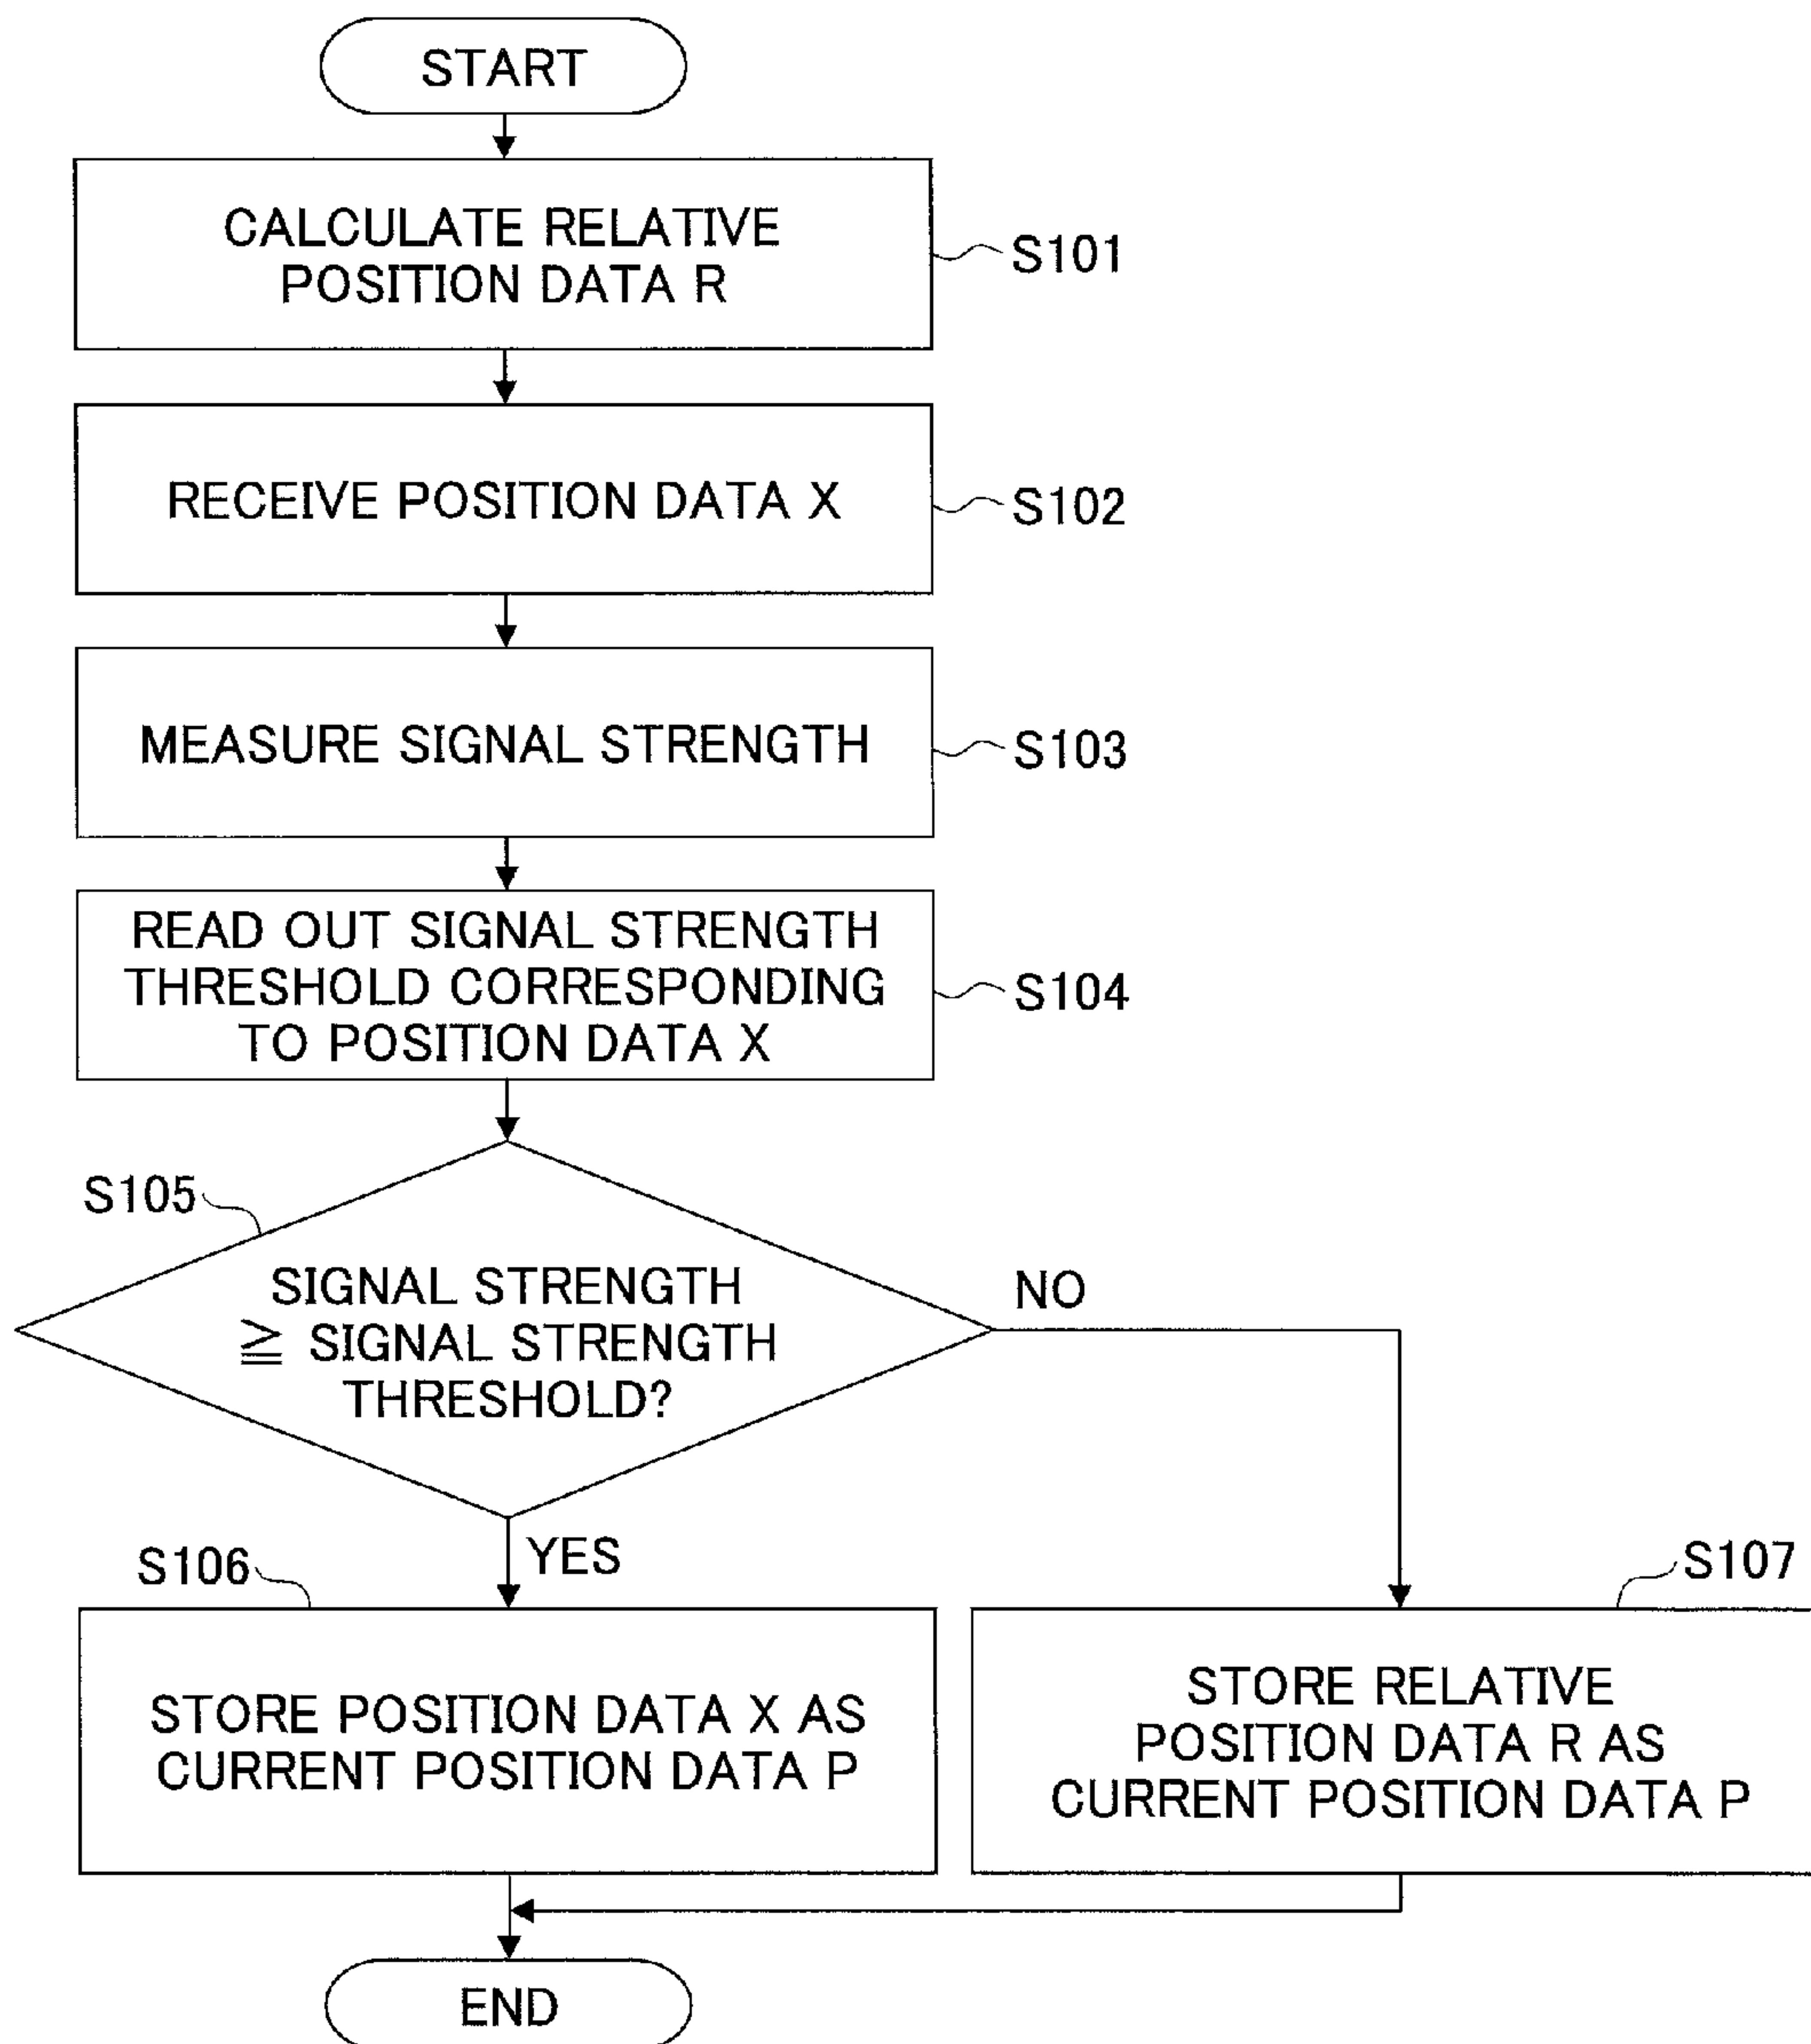 START
CALCULATE RELATIVE
POSITION DATA R
S101
RECEIVE POSITION DATA X
S102
MEASURE SIGNAL STRENGTH
S103
READ OUT SIGNAL STRENGTH
THRESHOLD CORRESPONDING
TO POSITION DATA X
S104
S105
SIGNAL STRENGTH
≧ SIGNAL STRENGTH
THRESHOLD?
NO
YES
S106
STORE POSITION DATA X AS
CURRENT POSITION DATA P
S107
STORE RELATIVE
POSITION DATA R AS
CURRENT POSITION DATA P
END